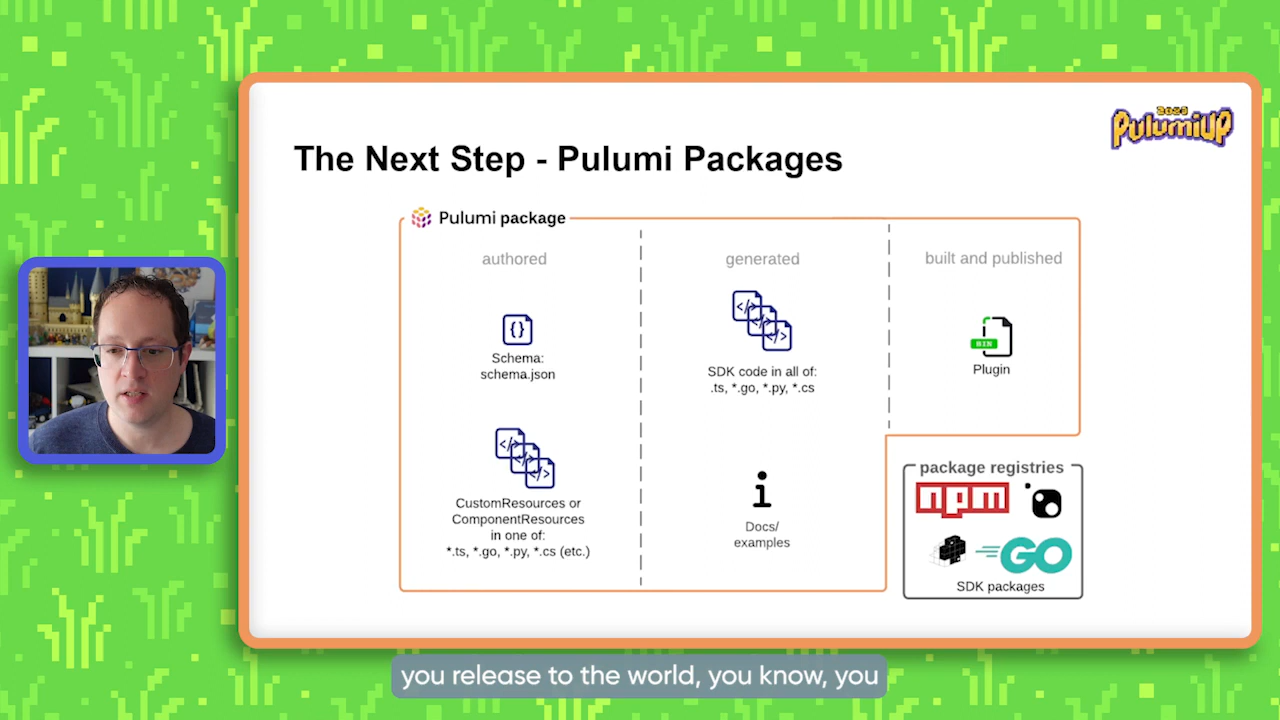 2023
PulumiUP
The Next Step - Pulumi Packages
Pulumi package
authored
generated
built and published
{}
Schema:
schema.json
</>
</>
</>
SDK code in all of:
.ts, *.go, *.py, *.cs
BIN
Plugin
</>
</>
</>
CustomResources or
ComponentResources
in one of:
*.ts, *.go, *.py, *.cs (etc.)
i
Docs/
examples
package registries
npm
GO
SDK packages
you release to the world, you know, you